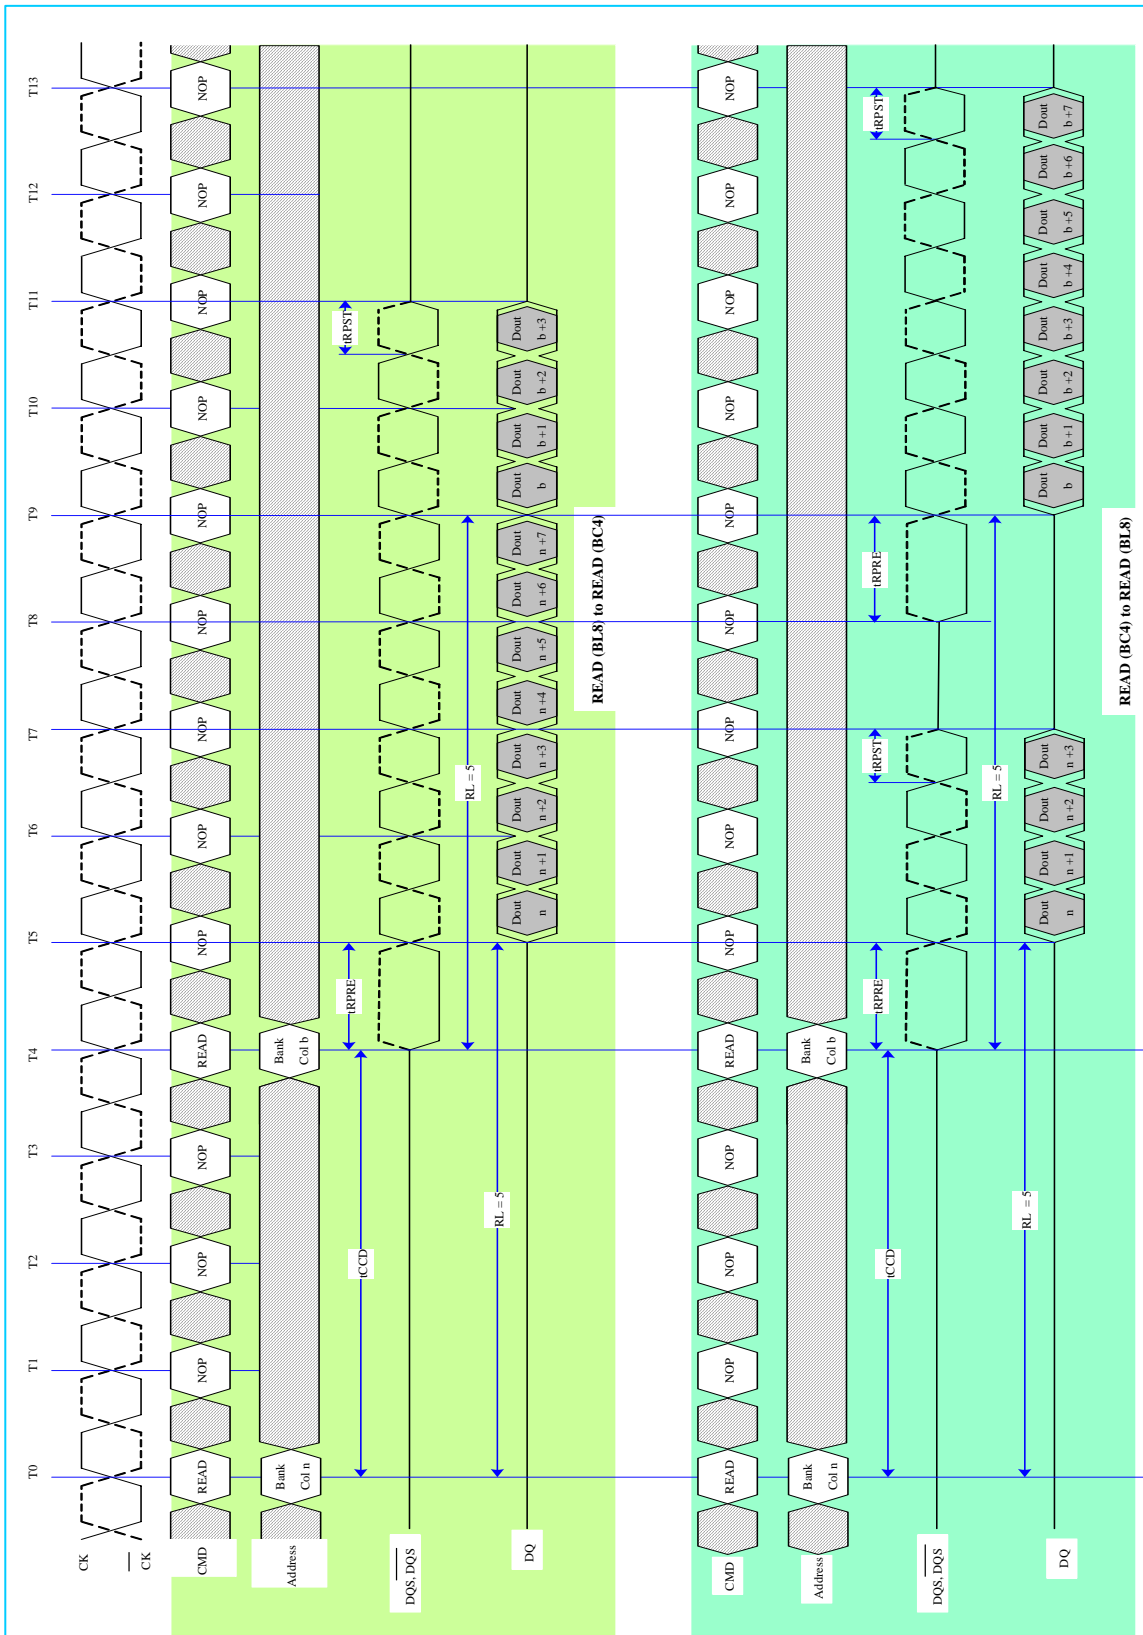 T0 T1 T2 T3 T4 T5 T6 T7 T8 T9 T10 T11 T12 T13
CK
CK
CMD READ NOP NOP NOP READ NOP NOP NOP NOP NOP NOP NOP NOP NOP
Address Bank Col n Bank Col b
tCCD tRPRE tRPST
DQS, DQS
RL = 5
RL = 5
DQ Dout n Dout n +1 Dout n +2 Dout n +3 Dout n +4 Dout n +5 Dout n +6 Dout n +7 Dout b Dout b +1 Dout b +2 Dout b +3
READ (BL8) to READ (BC4)
CMD READ NOP NOP NOP READ NOP NOP NOP NOP NOP NOP NOP NOP NOP
Address Bank Col n Bank Col b
tCCD tRPRE tRPST tRPRE tRPST
DQS, DQS
RL = 5
RL = 5
DQ Dout n Dout n +1 Dout n +2 Dout n +3 Dout b Dout b +1 Dout b +2 Dout b +3 Dout b +4 Dout b +5 Dout b +6 Dout b +7
READ (BC4) to READ (BL8)